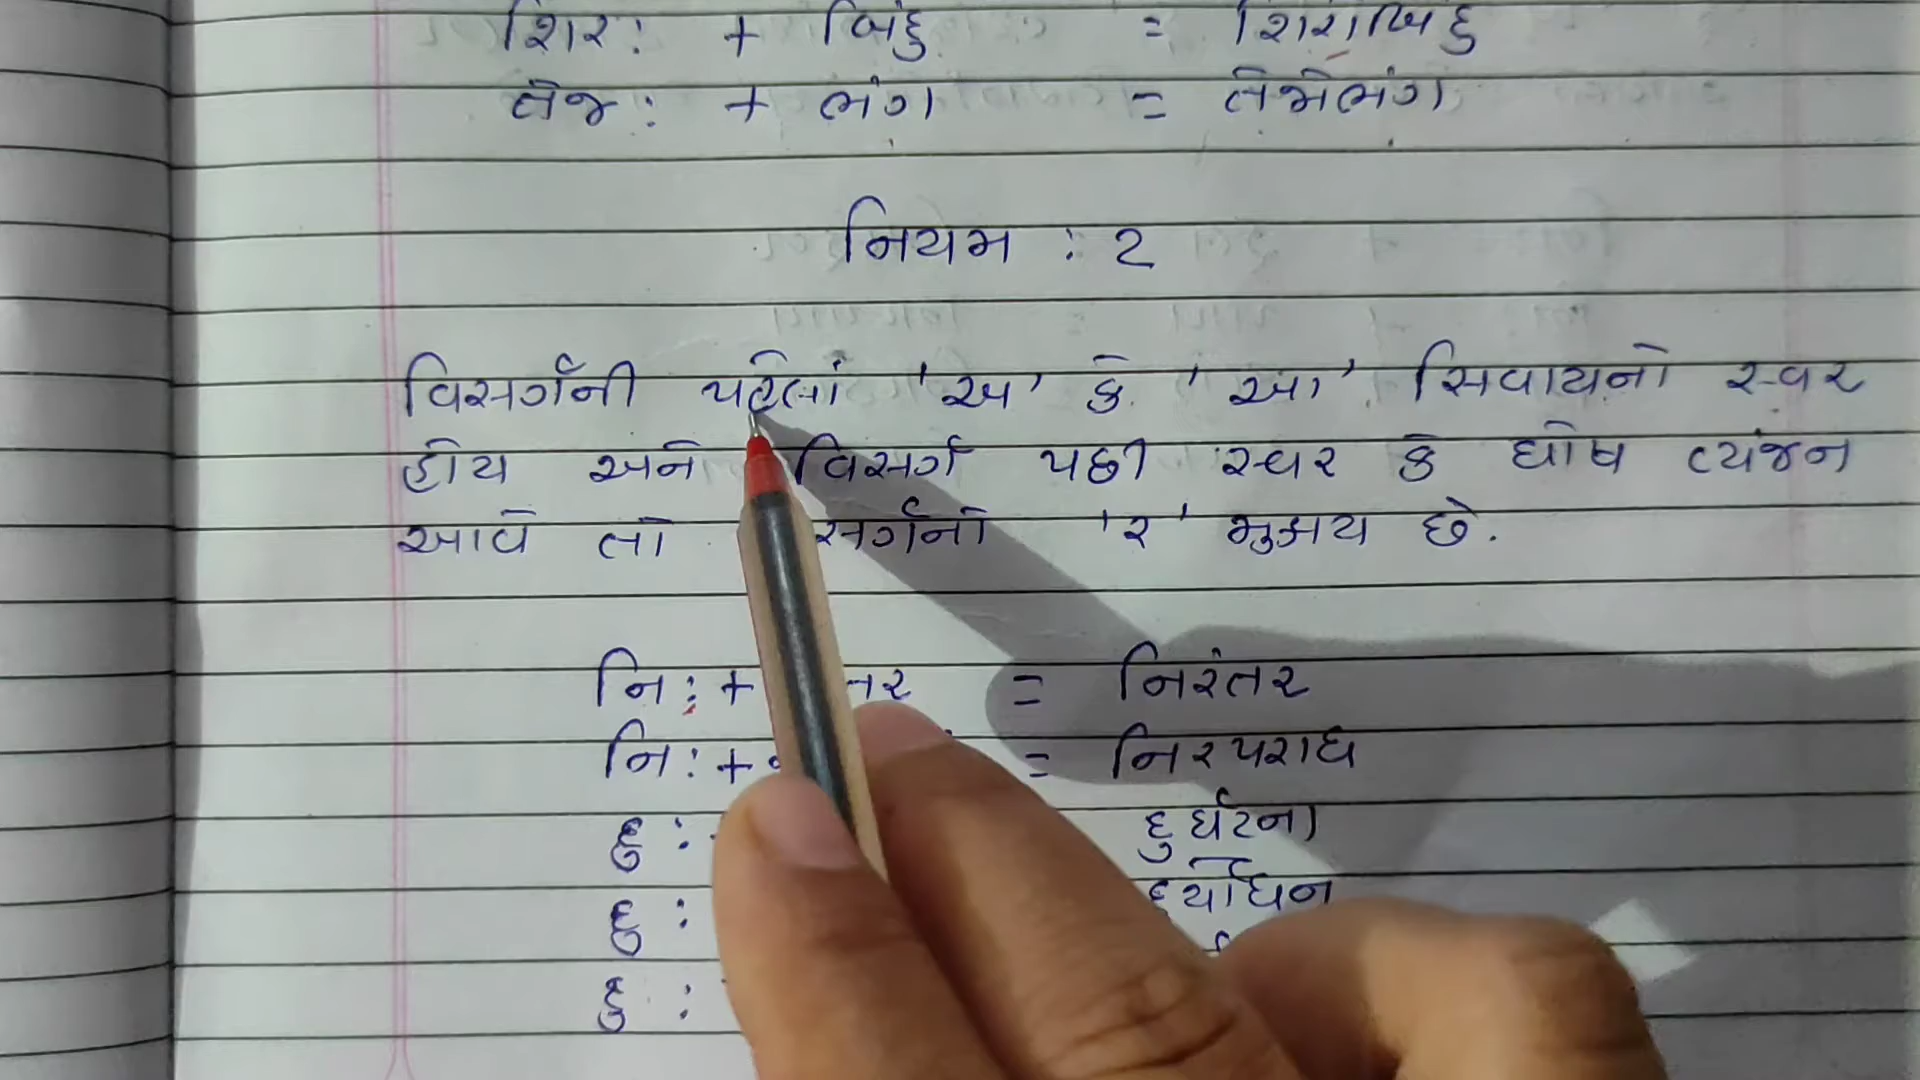 શિર: + બિંદુ = શિરોબિંદુ
તેજ: + ભંગ = તેજોભંગ
નિયમ : ૨
વિસર્ગની પહેલાં 'અ' કે 'આ' સિવાયનો સ્વર
હોય અને વિસર્ગ પછી સ્વર કે ઘોષ વ્યંજન
આવે તો સર્ગનો 'ર' મુકાય છે.
નિ: + તર = નિરંતર
નિ: + = નિરપરાધ
દુ: દુર્ઘટના
દુ: દુર્યોધન
દુ: